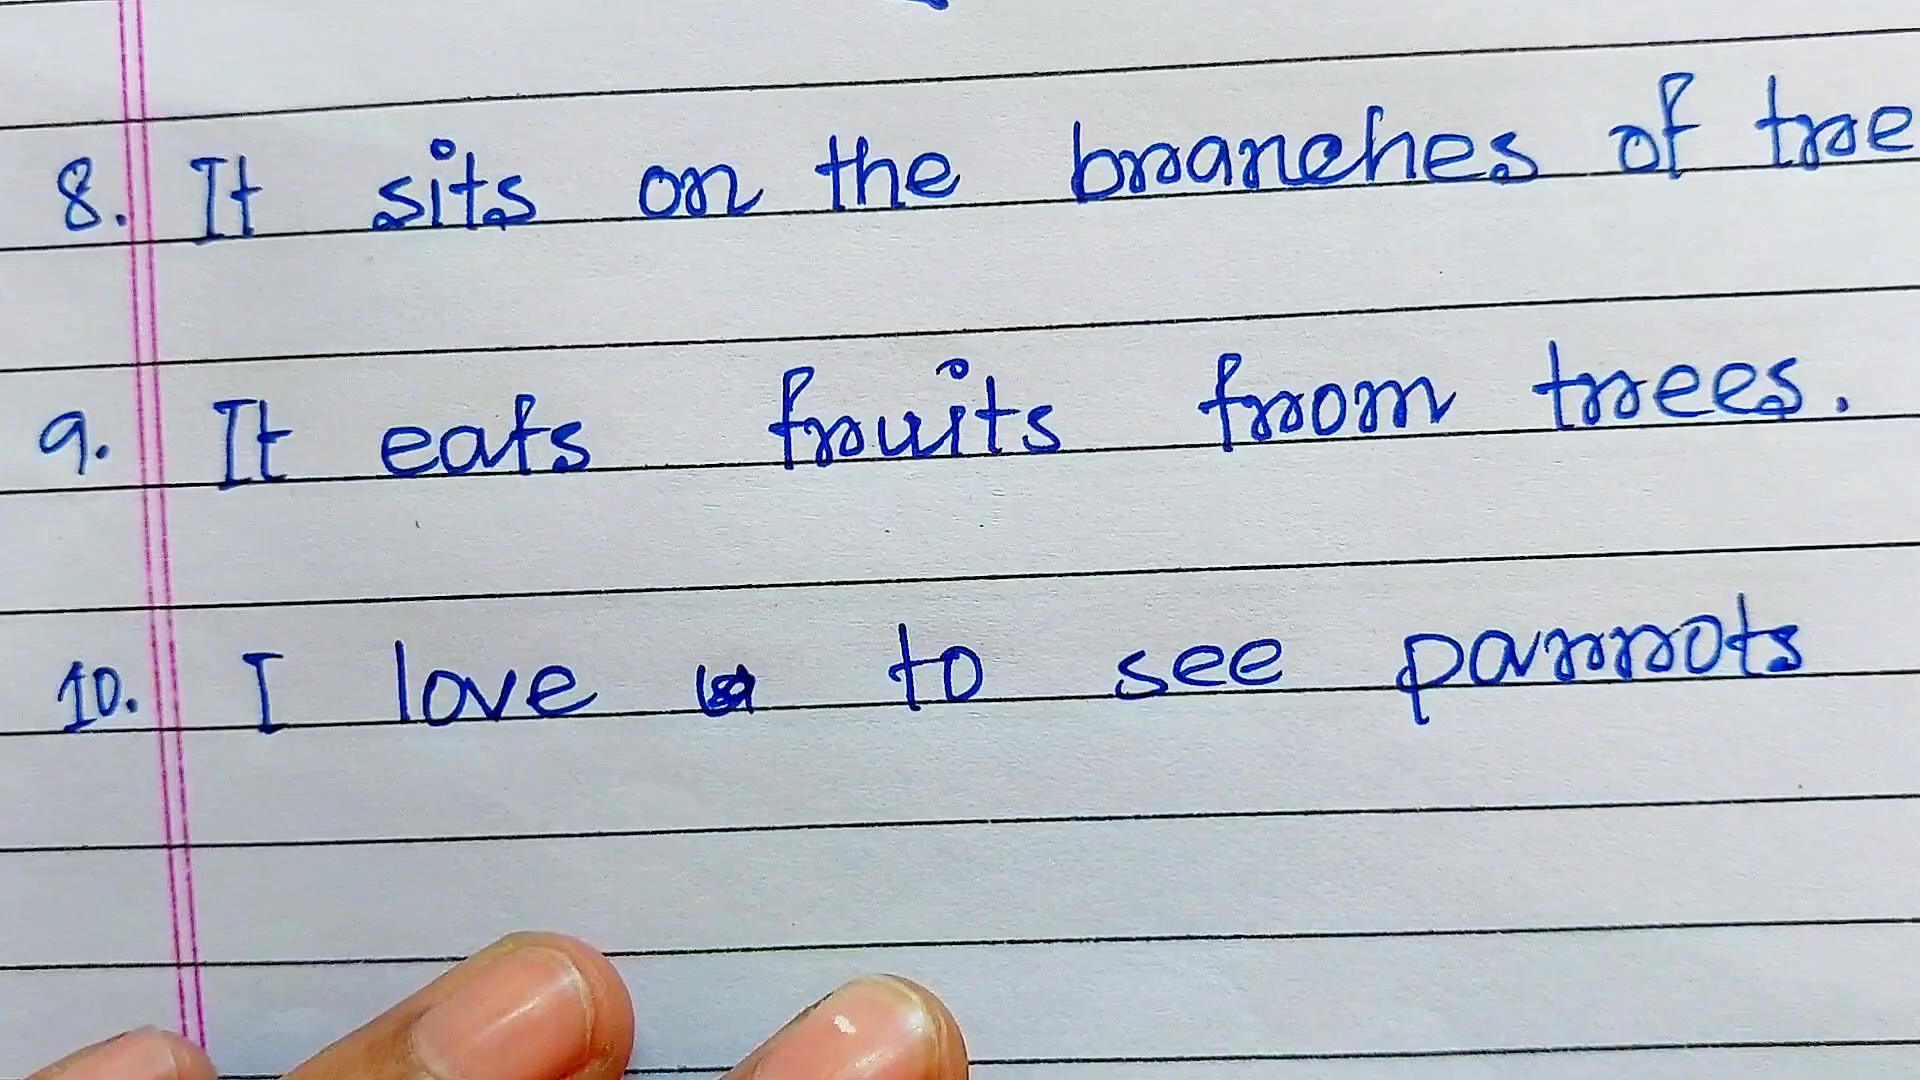 8. It sits on the branches of tree
9. It eats fruits from trees.
10. I love to see parrots